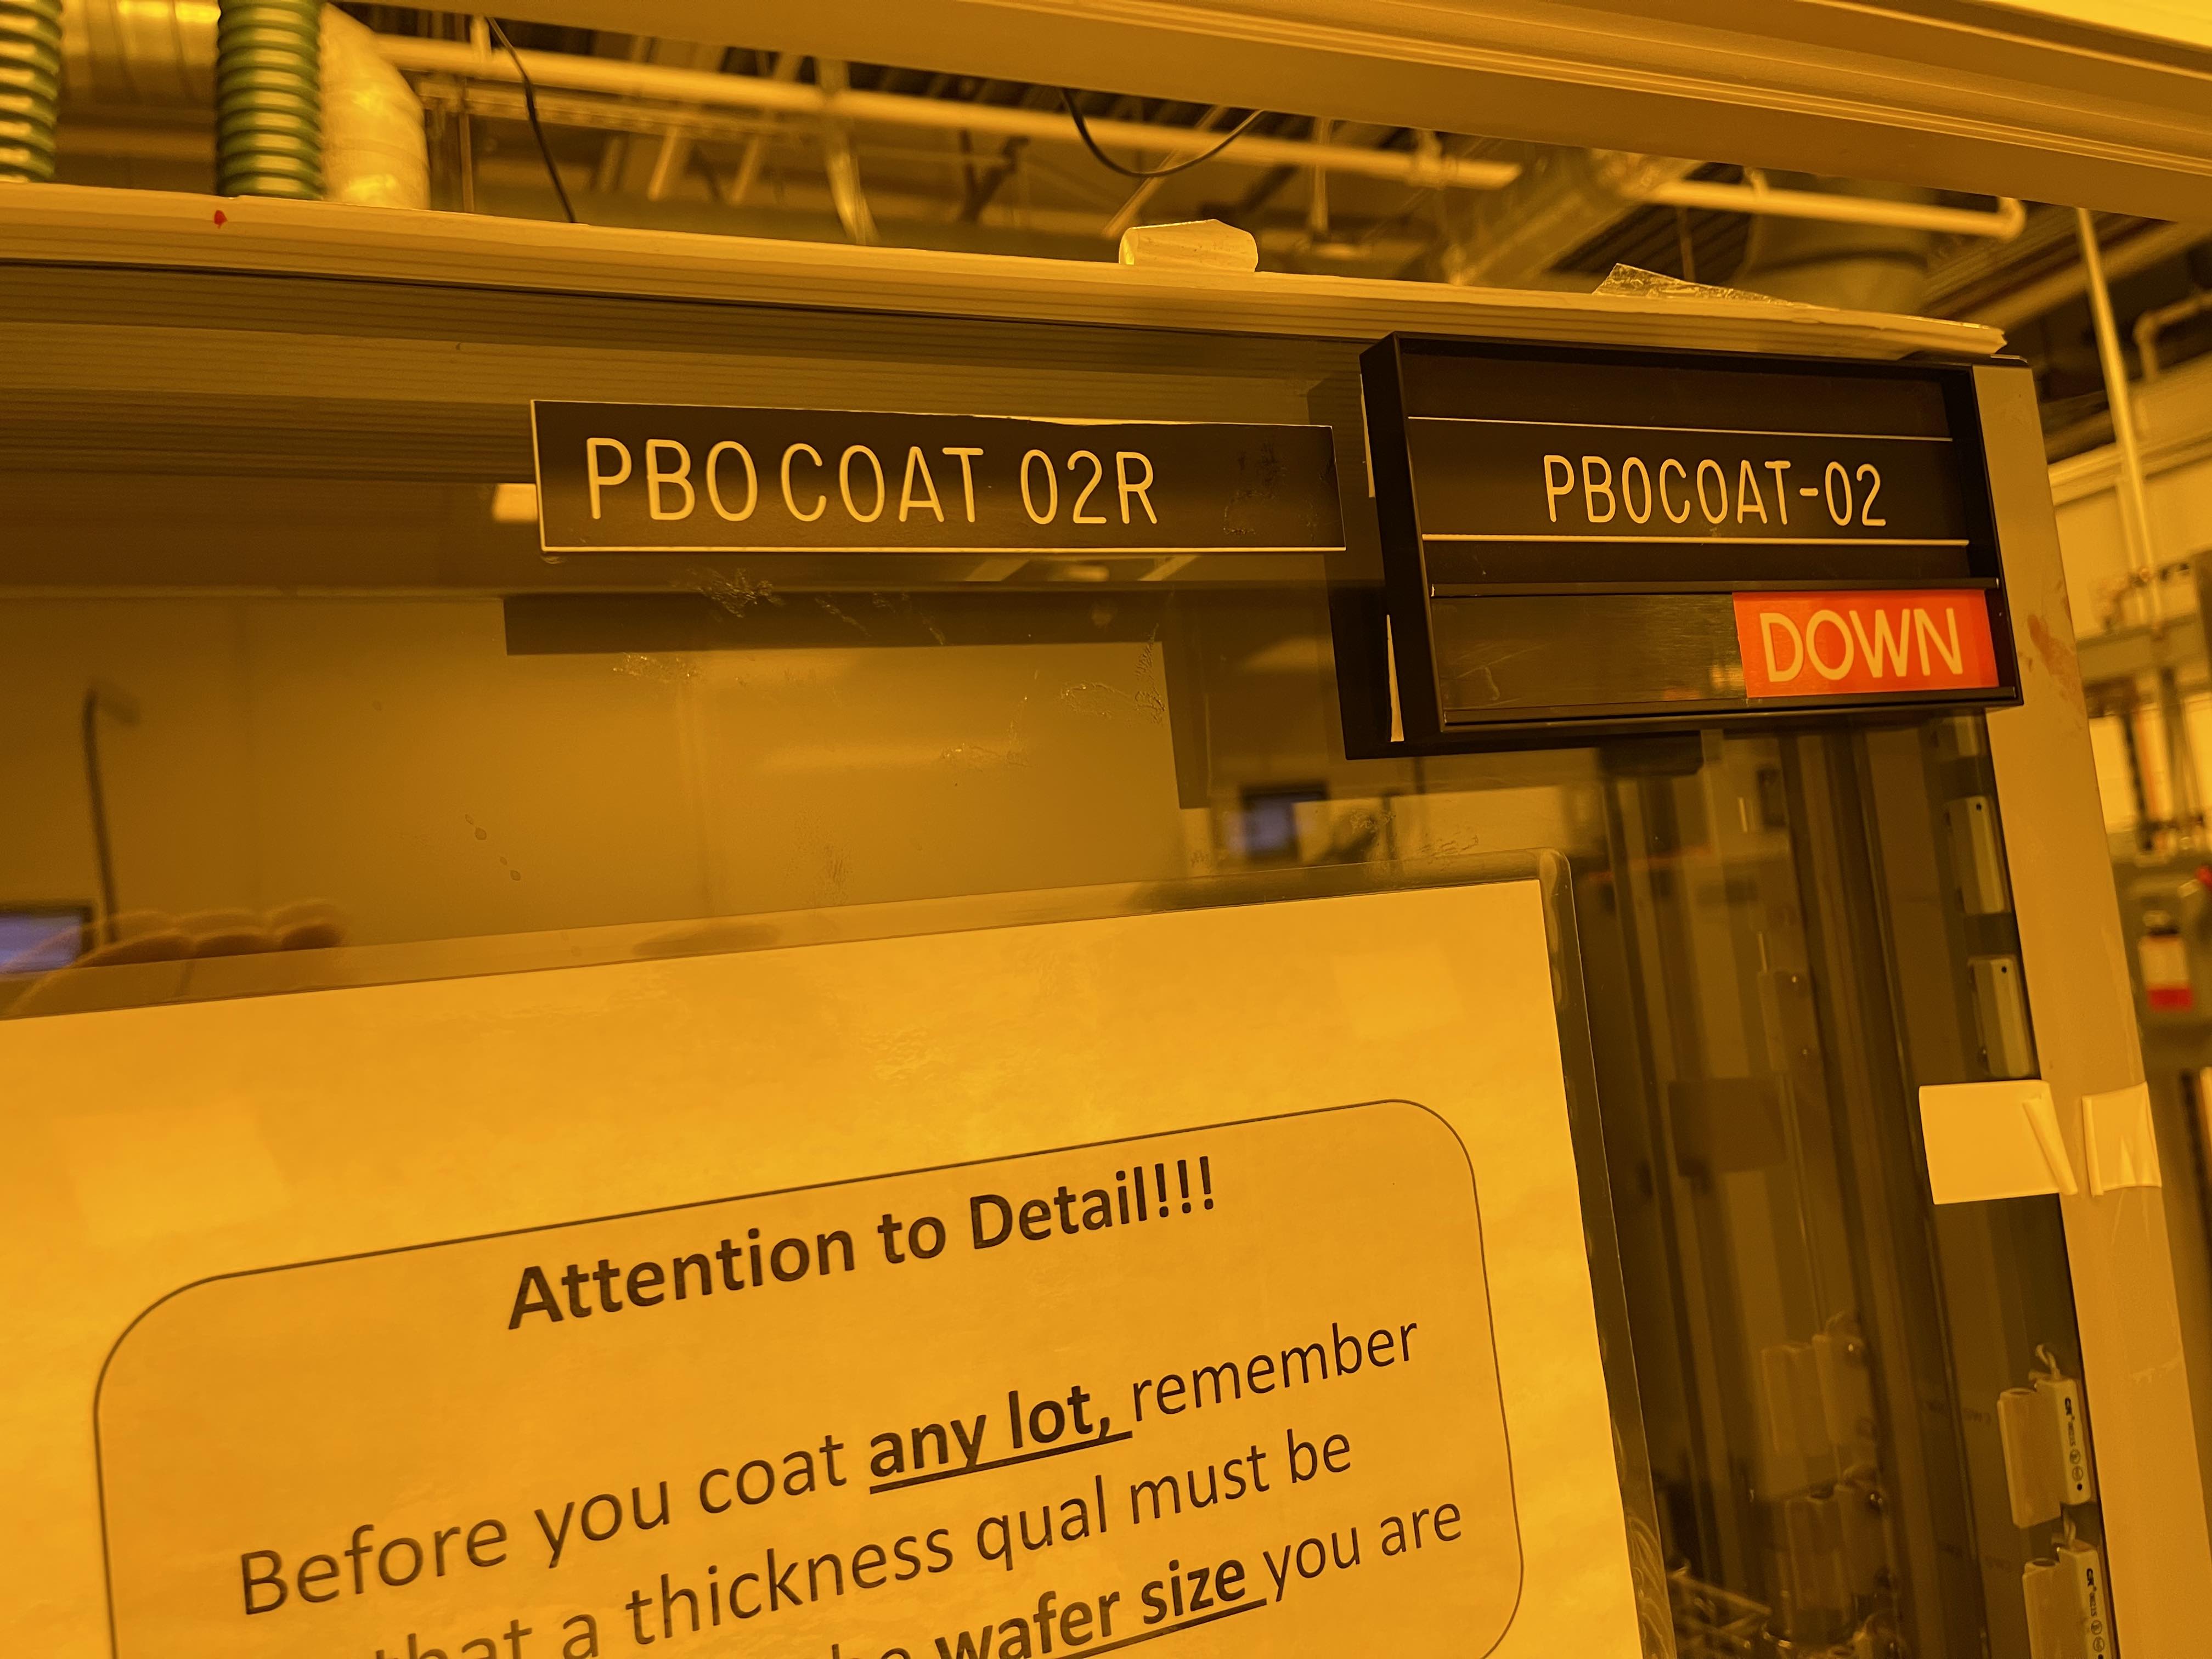 PBO COAT 02R
PBOCOAT-02
DOWN
Attention to Detail!!!
Before you coat any lot, remember
that a thickness qual must be
wafer size you are